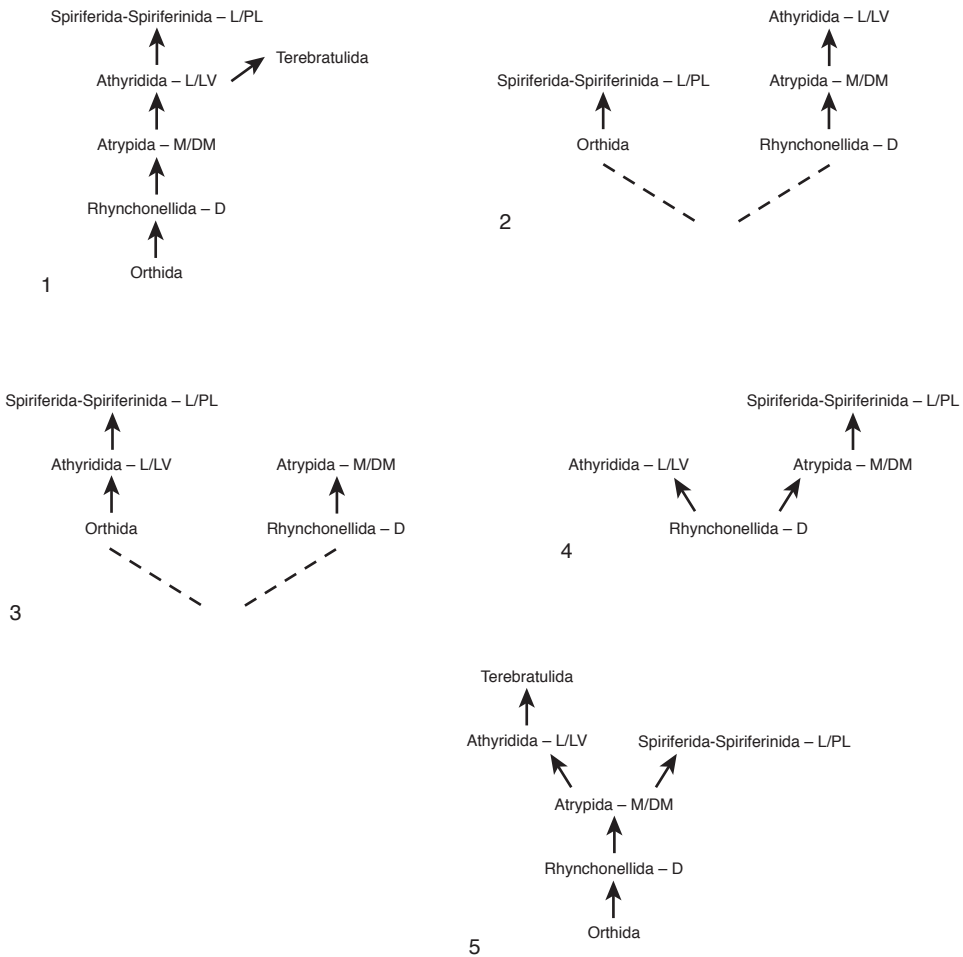 Spiriferida-Spiriferinida – L/PL
Terebratulida
Athyridida – L/LV
Atrypida – M/DM
Rhynchonellida – D
Orthida
1
Athyridida – L/LV
Spiriferida-Spiriferinida – L/PL
Atrypida – M/DM
Orthida
Rhynchonellida – D
2
Spiriferida-Spiriferinida – L/PL
Athyridida – L/LV
Atrypida – M/DM
Orthida
Rhynchonellida – D
3
Spiriferida-Spiriferinida – L/PL
Athyridida – L/LV
Atrypida – M/DM
Rhynchonellida – D
4
Terebratulida
Athyridida – L/LV
Spiriferida-Spiriferinida – L/PL
Atrypida – M/DM
Rhynchonellida – D
Orthida
5